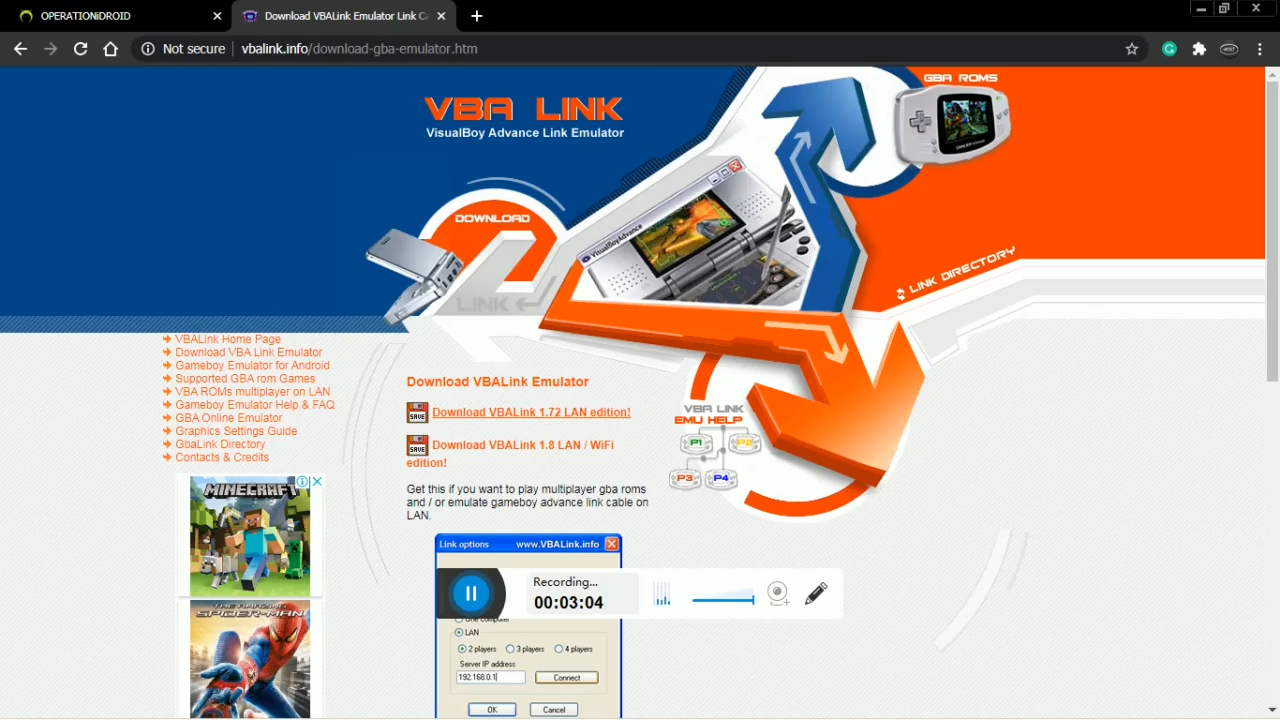 OPERATIONiDROID
Download VBALink Emulator Link Ca
Not secure
vbalink.info/download-gba-emulator.htm
VBA LINK
VisualBoy Advance Link Emulator
GBA ROMS
DOWNLOAD
VisualBoyAdvance
LINK
LINK DIRECTORY
VBALink Home Page
Download VBA Link Emulator
Gameboy Emulator for Android
Supported GBA rom Games
VBA ROMs multiplayer on LAN
Gameboy Emulator Help & FAQ
GBA Online Emulator
Graphics Settings Guide
GbaLink Directory
Contacts & Credits
MINECRAFT
THE AMAZING
SPIDER-MAN
Download VBALink Emulator
SAVE
Download VBALink 1.72 LAN edition!
SAVE
Download VBALink 1.8 LAN / WiFi
edition!
Get this if you want to play multiplayer gba roms
and / or emulate gameboy advance link cable on
LAN.
VBA LINK
EMU HELP
P1
P2
P3
P4
Link options
www.VBALink.info
Recording...
00:03:04
LAN
2 players
3 players
4 players
Server IP address
192.168.0.1
Connect
OK
Cancel